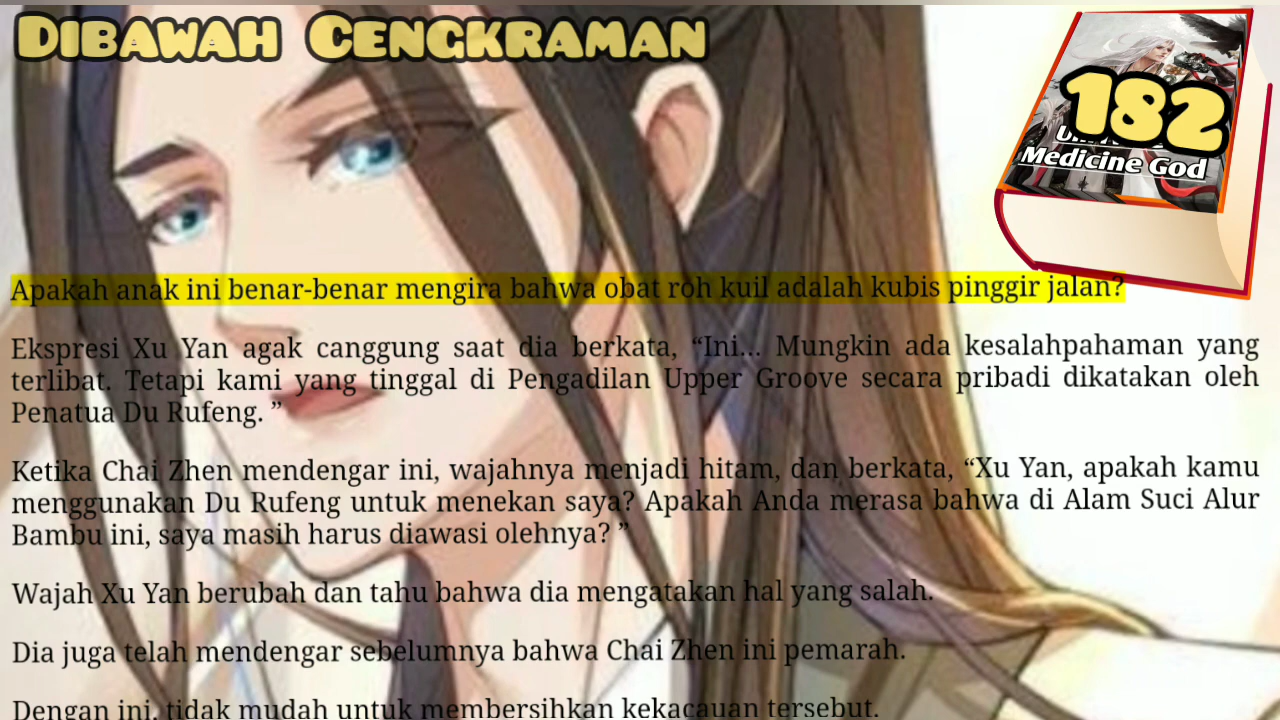 DIBAWAH CENGKRAMAN
182
Medicine God
Apakah anak ini benar-benar mengira bahwa obat roh kuil adalah kubis pinggir jalan?
Ekspresi Xu Yan agak canggung saat dia berkata, “Ini... Mungkin ada kesalahpahaman yang
terlibat. Tetapi kami yang tinggal di Pengadilan Upper Groove secara pribadi dikatakan oleh
Penatua Du Rufeng. ”
Ketika Chai Zhen mendengar ini, wajahnya menjadi hitam, dan berkata, “Xu Yan, apakah kamu
menggunakan Du Rufeng untuk menekan saya? Apakah Anda merasa bahwa di Alam Suci Alur
Bambu ini, saya masih harus diawasi olehnya? ”
Wajah Xu Yan berubah dan tahu bahwa dia mengatakan hal yang salah.
Dia juga telah mendengar sebelumnya bahwa Chai Zhen ini pemarah.
Dengan ini, tidak mudah untuk membersihkan kekacauan tersebut.